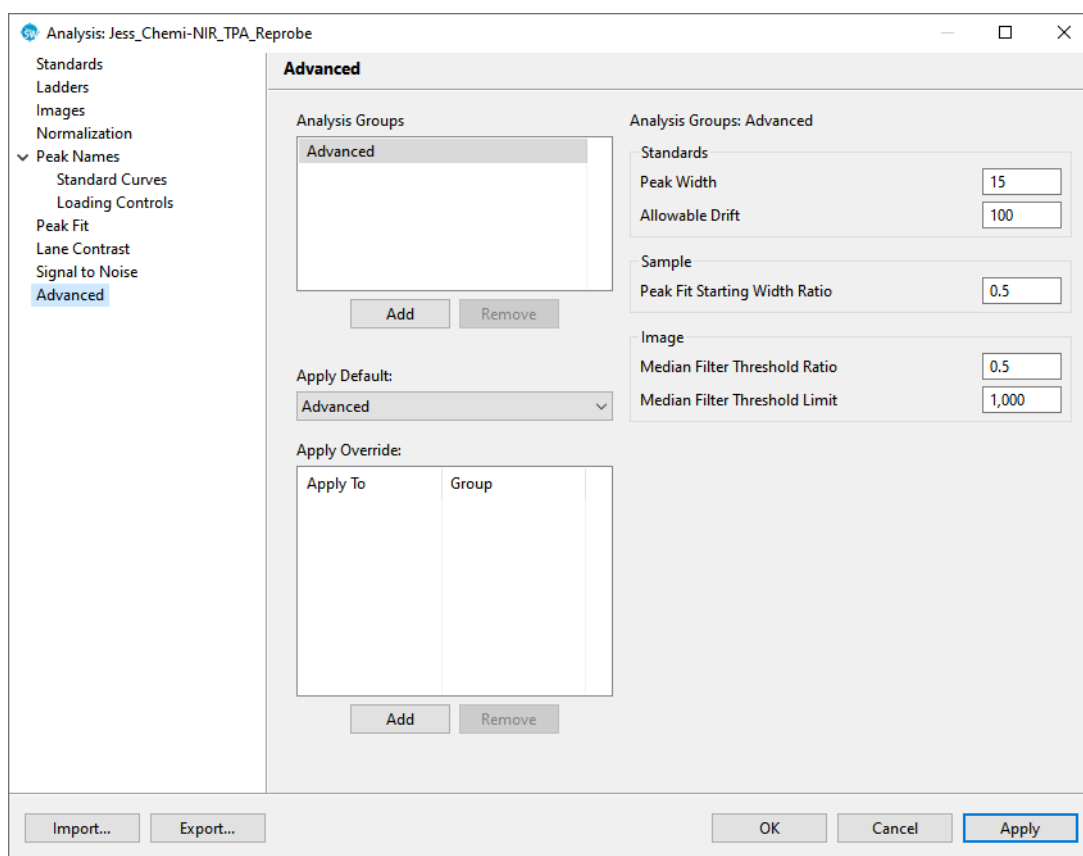 SW Analysis: Jess_Chemi-NIR_TPA_Reprobe
Standards
Ladders
Images
Normalization
Peak Names
Standard Curves
Loading Controls
Peak Fit
Lane Contrast
Signal to Noise
Advanced
Advanced
Analysis Groups
Advanced
Add Remove
Apply Default:
Advanced
Apply Override:
Apply To Group
Add Remove
Analysis Groups: Advanced
Standards
Peak Width 15
Allowable Drift 100
Sample
Peak Fit Starting Width Ratio 0.5
Image
Median Filter Threshold Ratio 0.5
Median Filter Threshold Limit 1,000
Import... Export... OK Cancel Apply